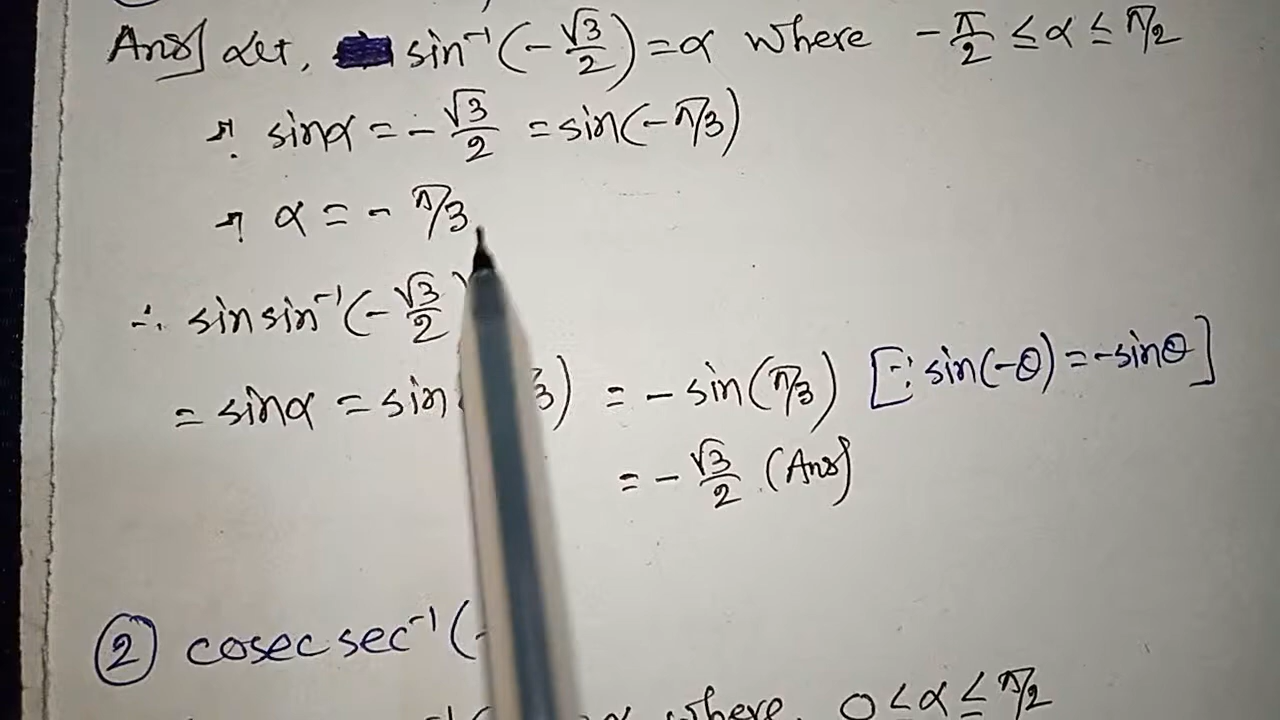 Ans] Let, sin⁻¹(-√3/2) = α where -π/2 ≤ α ≤ π/2
⇒ sinα = -√3/2 = sin(-π/3)
⇒ α = -π/3
∴ sin sin⁻¹(-√3/2)
= sinα = sin 3) = -sin(π/3) [∵ sin(-θ) = -sinθ]
= -√3/2 (Ans)
② cosec sec⁻¹(-
⁻¹( α where, 0 ≤ α ≤ π/2